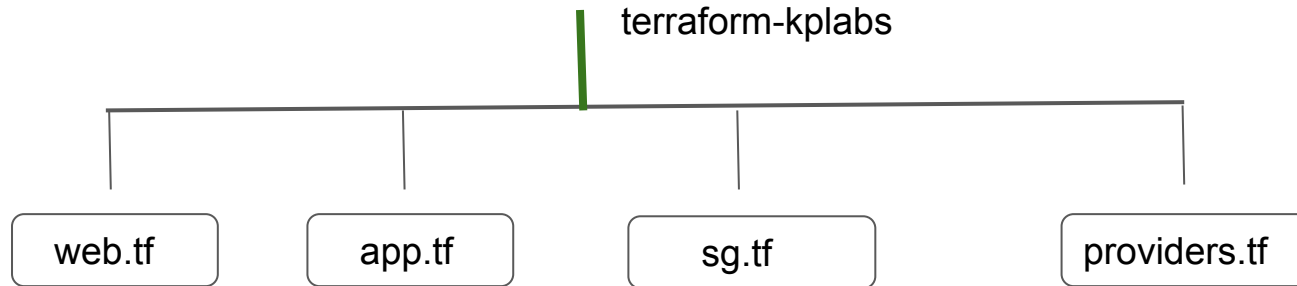 terraform-kplabs
web.tf
app.tf
sg.tf
providers.tf